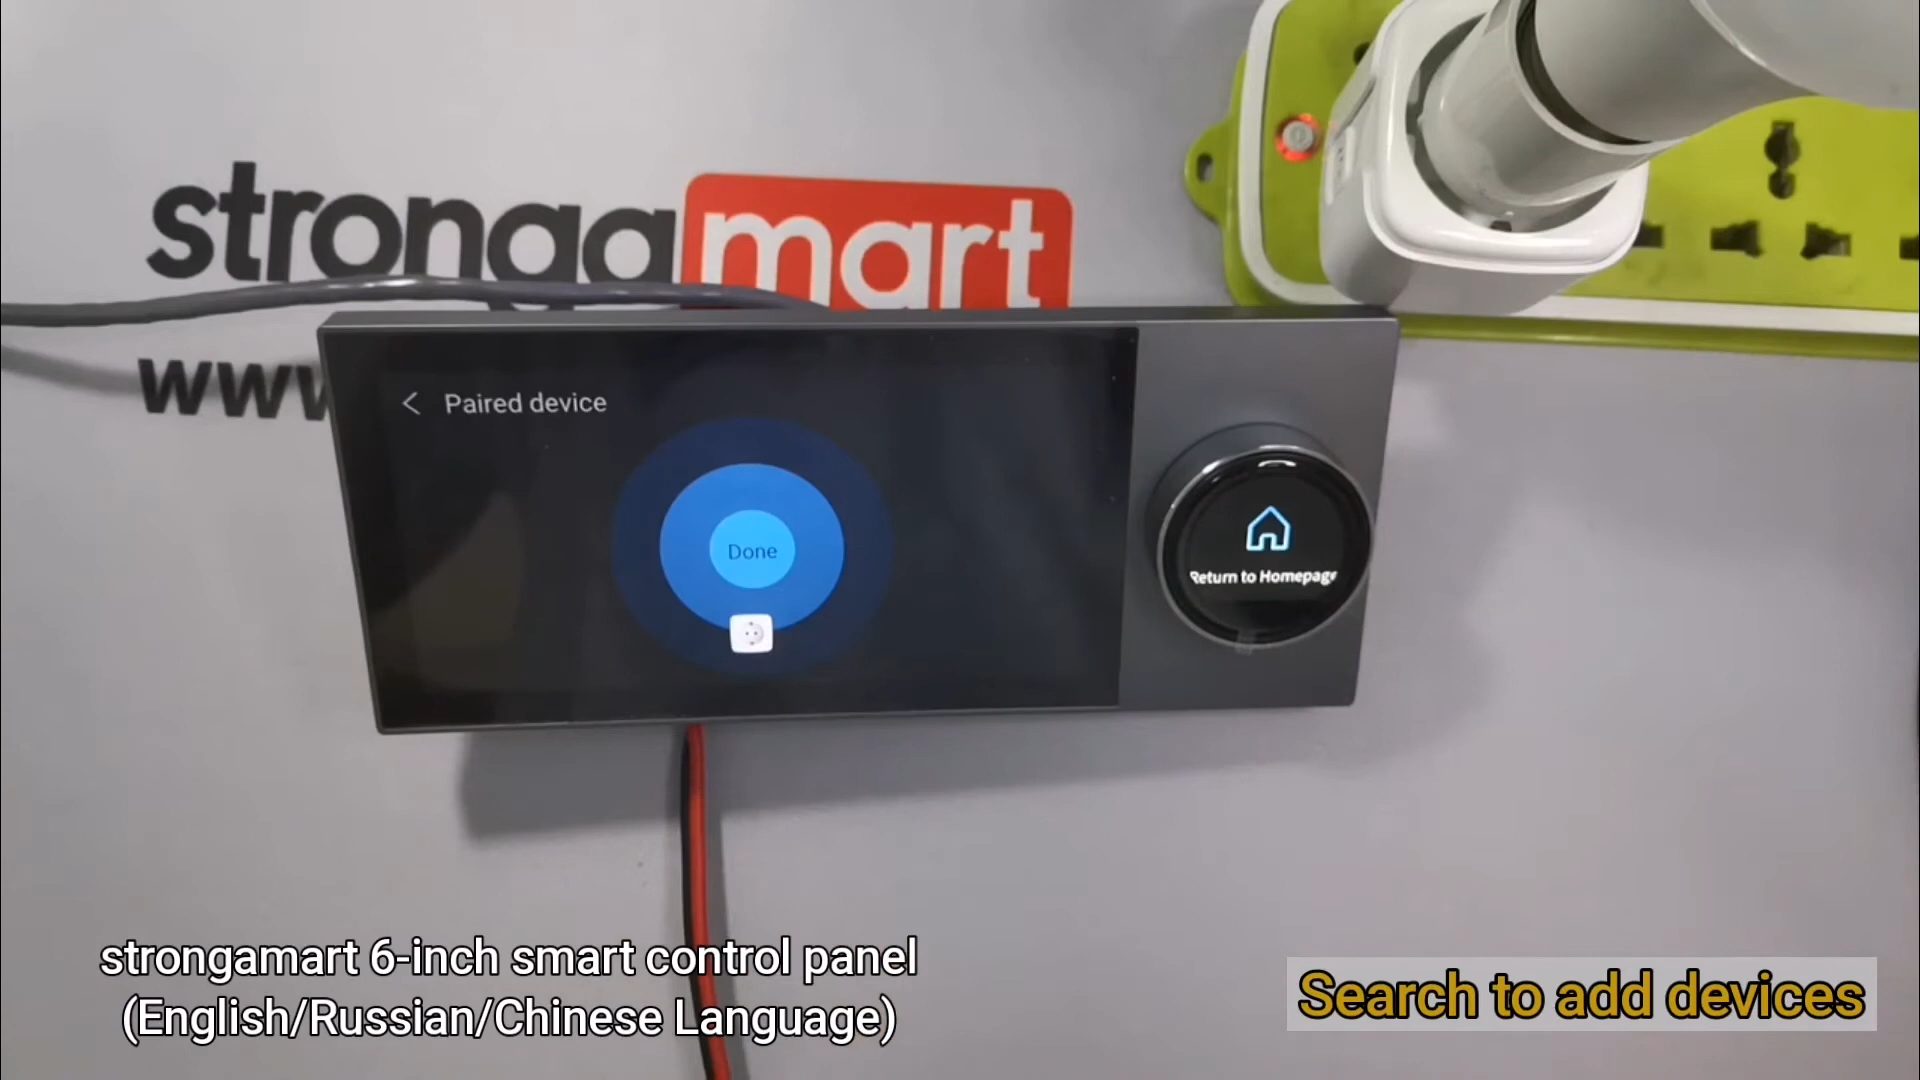 strongamart
www
< Paired device
Done
Return to Homepage
strongamart 6-inch smart control panel
(English/Russian/Chinese Language)
Search to add devices